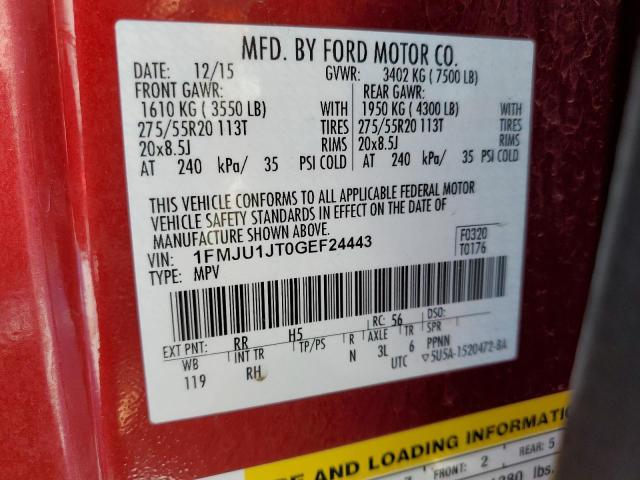 MFD. BY FORD MOTOR CO.
DATE: 12/15 GVWR: 3402 KG ( 7500 LB)
FRONT GAWR: REAR GAWR:
1610 KG ( 3550 LB) WITH 1950 KG ( 4300 LB) WITH
275/55R20 113T TIRES 275/55R20 113T TIRES
20x8.5J RIMS 20x8.5J RIMS
AT 240 kPa/ 35 PSI COLD AT 240 kPa/ 35 PSI COLD
THIS VEHICLE CONFORMS TO ALL APPLICABLE FEDERAL MOTOR
VEHICLE SAFETY STANDARDS IN EFFECT ON THE DATE OF
MANUFACTURE SHOWN ABOVE.
VIN: 1FMJU1JT0GEF24443 F0320
TYPE: MPV T0176
EXT PNT: RR H5 RC: 56 DSO:
WB INT TR TP/PS R AXLE TR SPR
119 RH N 3L 6 PPNN
UTC ▽5U5A-1520472-BA
AND LOADING INFORMATION
FRONT: 2 REAR: 5
lbs.